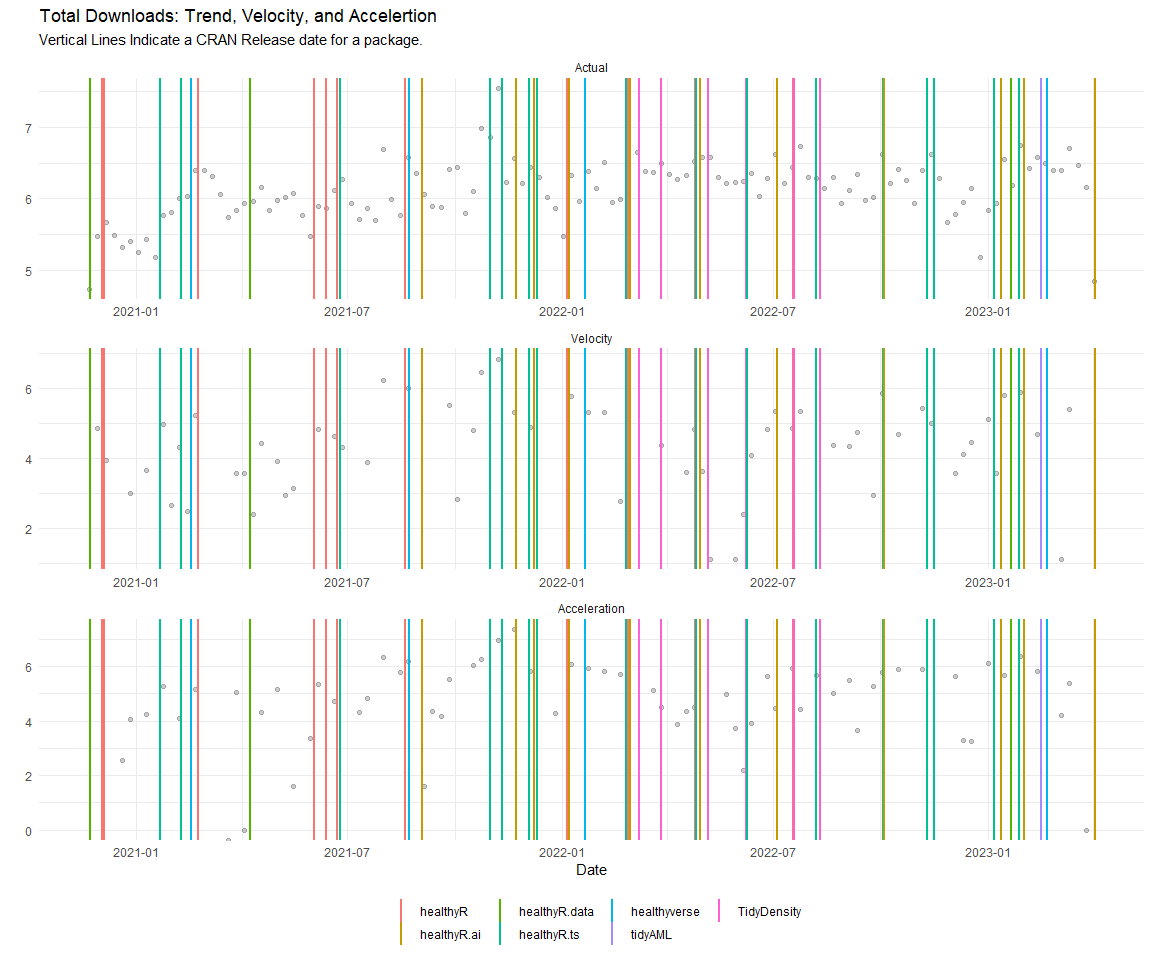 Total Downloads: Trend, Velocity, and Accelertion
Vertical Lines Indicate a CRAN Release date for a package.
Actual
7
6
5
2021-01 2021-07 2022-01 2022-07 2023-01
Velocity
6
4
2
2021-01 2021-07 2022-01 2022-07 2023-01
Acceleration
6
4
2
0
2021-01 2021-07 2022-01 2022-07 2023-01
Date
healthyR healthyR.data healthyverse TidyDensity
healthyR.ai healthyR.ts tidyAML